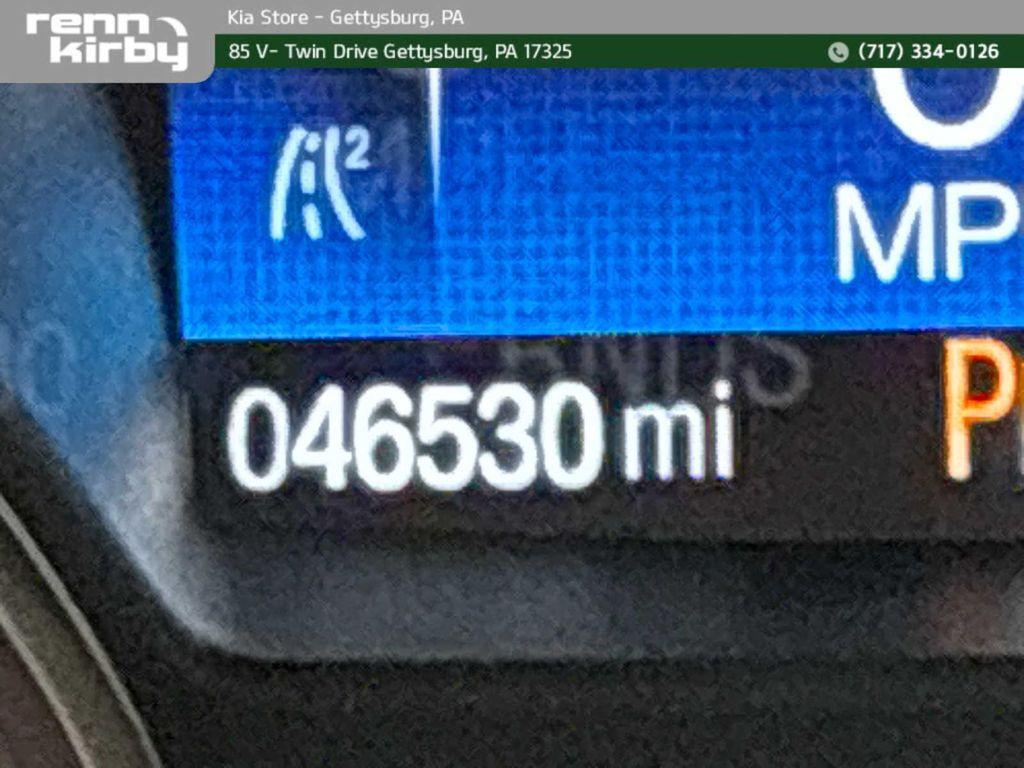 renn
kirby
Kia Store - Gettysburg, PA
85 V- Twin Drive Gettysburg, PA 17325
(717) 334-0126
2
MP
046530 mi
P